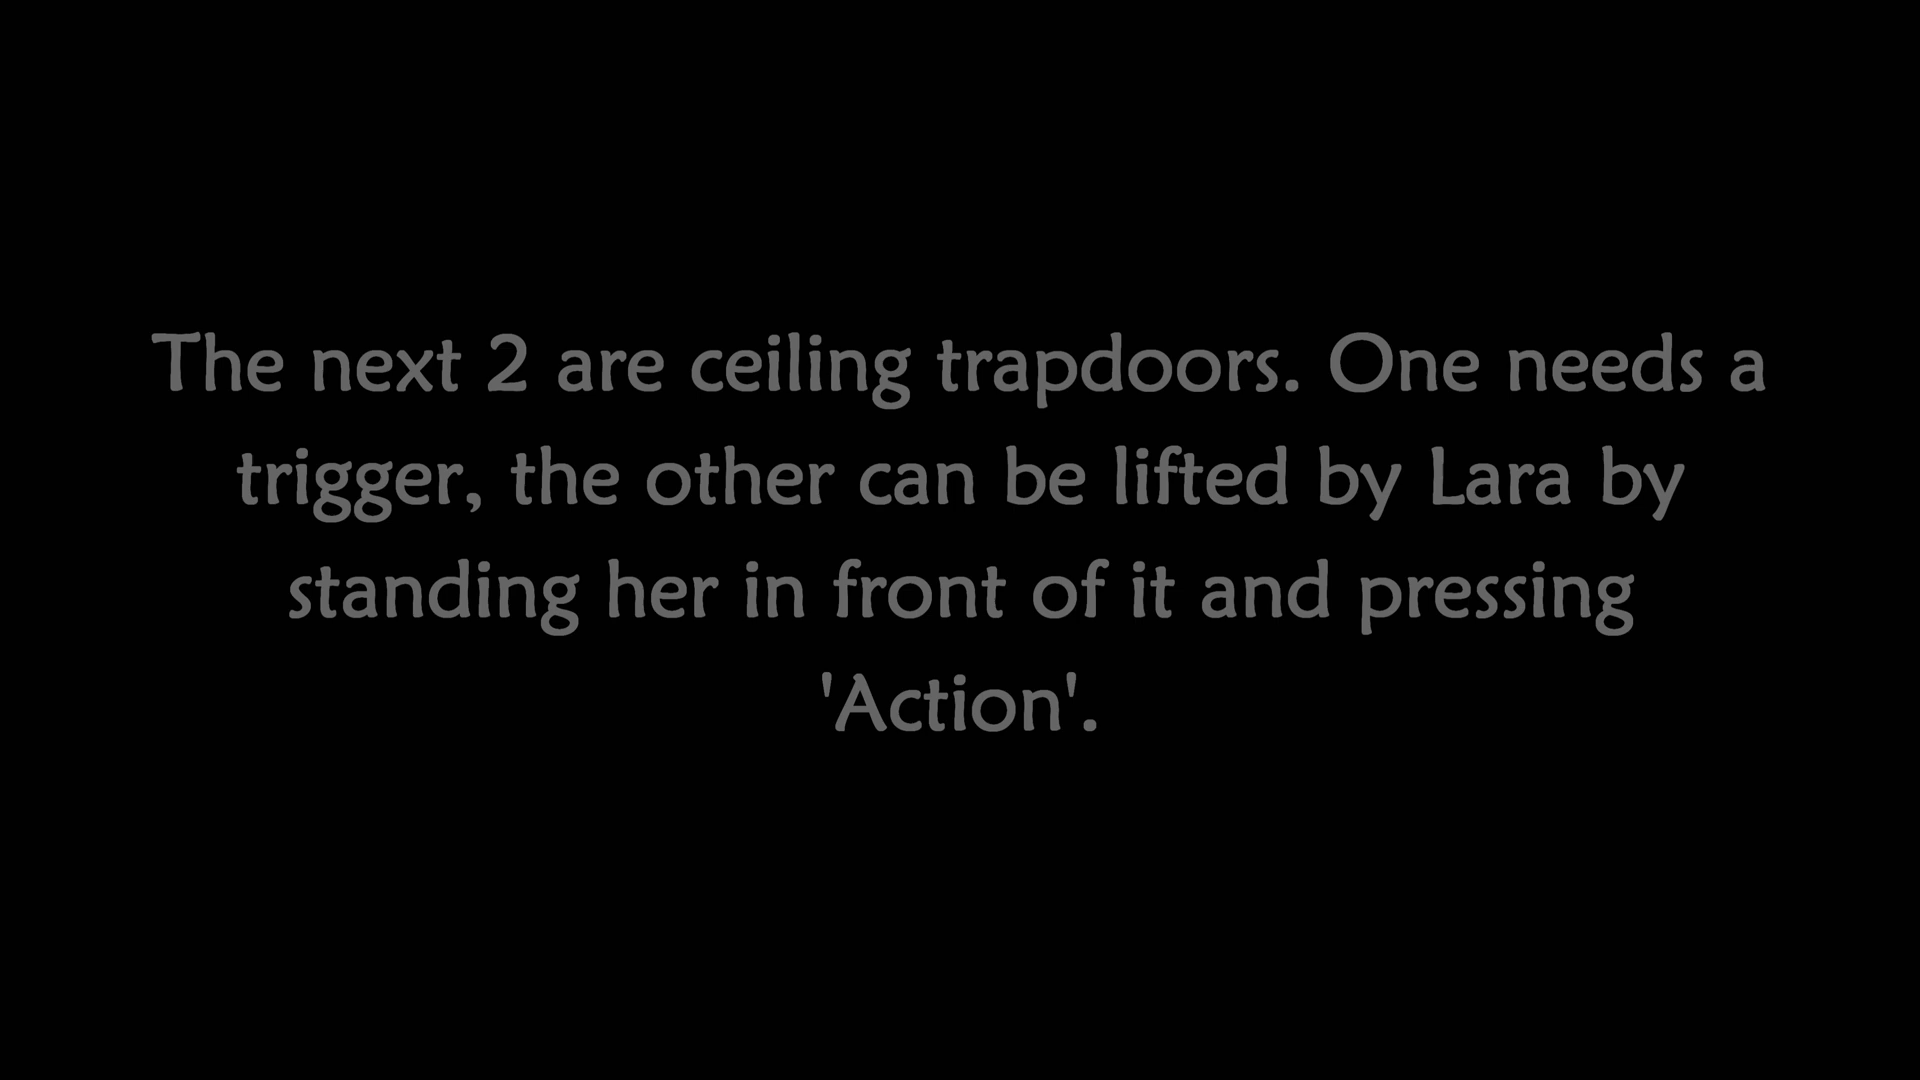 The next 2 are ceiling trapdoors. One needs a
trigger, the other can be lifted by Lara by
standing her in front of it and pressing
'Action'.